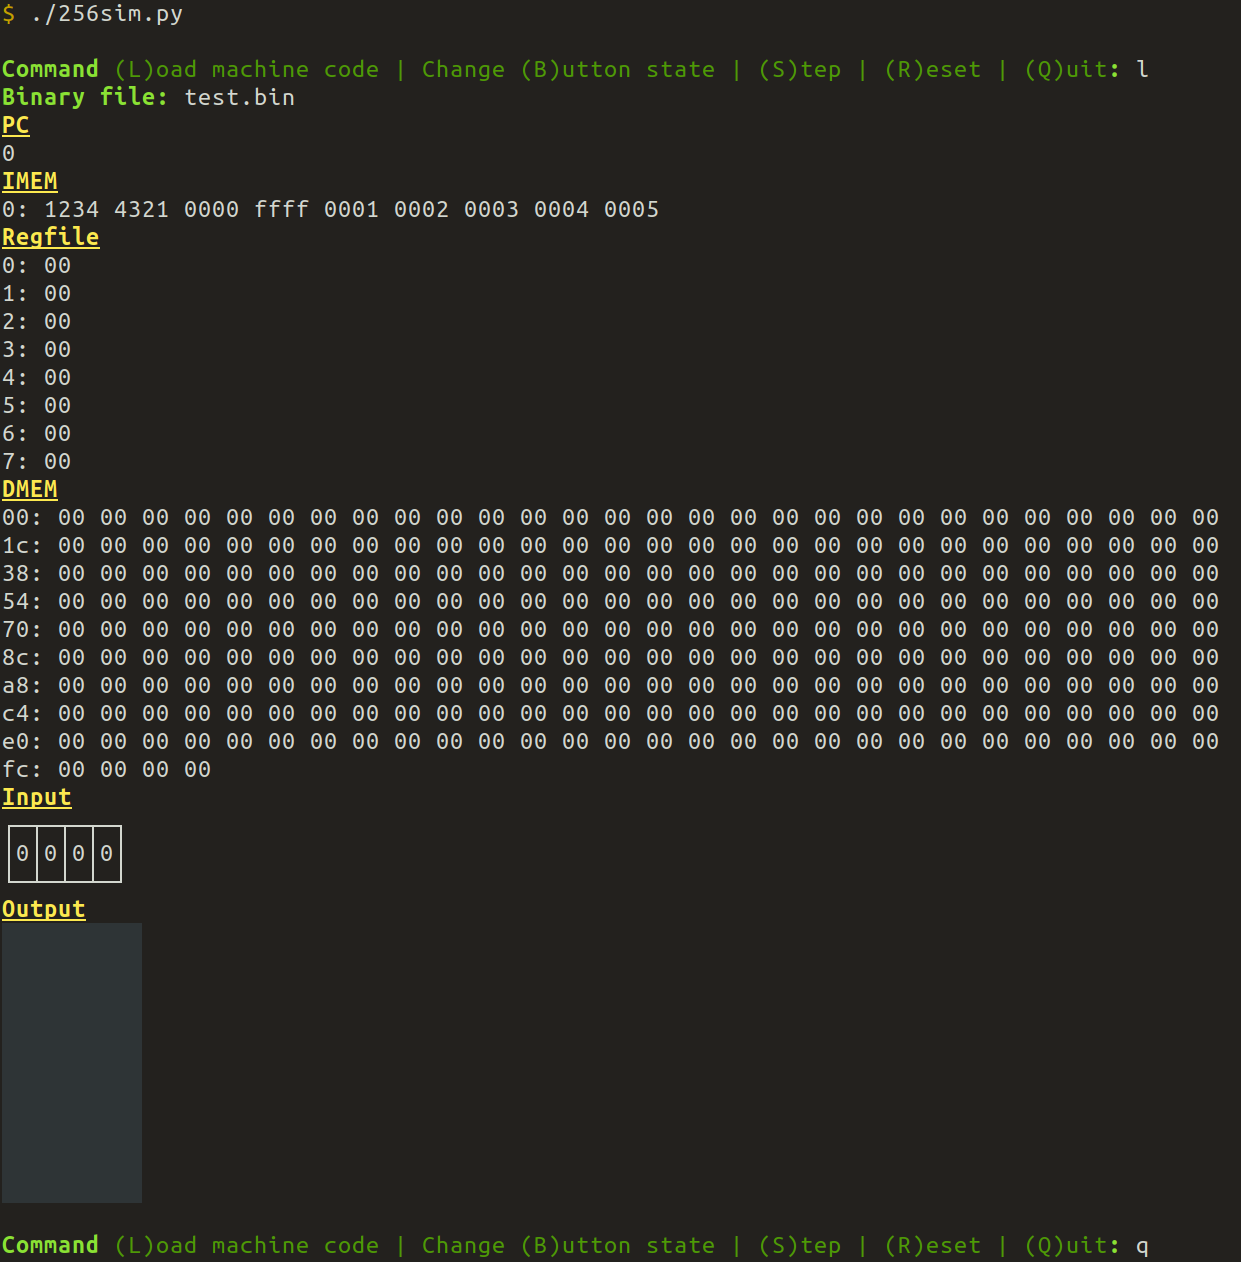 $ ./256sim.py
Command (L)oad machine code | Change (B)utton state | (S)tep | (R)eset | (Q)uit: l
Binary file: test.bin
PC
0
IMEM
0: 1234 4321 0000 ffff 0001 0002 0003 0004 0005
Regfile
0: 00
1: 00
2: 00
3: 00
4: 00
5: 00
6: 00
7: 00
DMEM
00: 00 00 00 00 00 00 00 00 00 00 00 00 00 00 00 00 00 00 00 00 00 00 00 00 00 00 00 00
1c: 00 00 00 00 00 00 00 00 00 00 00 00 00 00 00 00 00 00 00 00 00 00 00 00 00 00 00 00
38: 00 00 00 00 00 00 00 00 00 00 00 00 00 00 00 00 00 00 00 00 00 00 00 00 00 00 00 00
54: 00 00 00 00 00 00 00 00 00 00 00 00 00 00 00 00 00 00 00 00 00 00 00 00 00 00 00 00
70: 00 00 00 00 00 00 00 00 00 00 00 00 00 00 00 00 00 00 00 00 00 00 00 00 00 00 00 00
8c: 00 00 00 00 00 00 00 00 00 00 00 00 00 00 00 00 00 00 00 00 00 00 00 00 00 00 00 00
a8: 00 00 00 00 00 00 00 00 00 00 00 00 00 00 00 00 00 00 00 00 00 00 00 00 00 00 00 00
c4: 00 00 00 00 00 00 00 00 00 00 00 00 00 00 00 00 00 00 00 00 00 00 00 00 00 00 00 00
e0: 00 00 00 00 00 00 00 00 00 00 00 00 00 00 00 00 00 00 00 00 00 00 00 00 00 00 00 00
fc: 00 00 00 00
Input
0 0 0 0
Output
Command (L)oad machine code | Change (B)utton state | (S)tep | (R)eset | (Q)uit: q